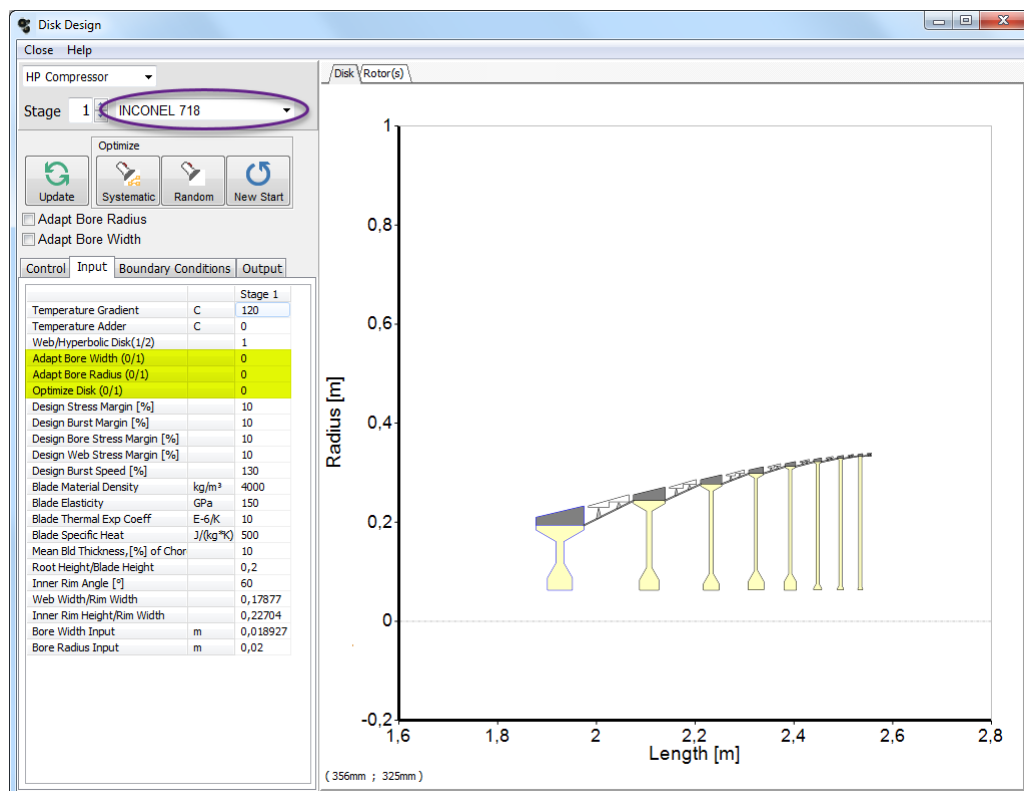 Disk Design
Close Help
HP Compressor
Stage 1 INCONEL 718
Optimize
Update Systematic Random New Start
Adapt Bore Radius
Adapt Bore Width
Control Input Boundary Conditions Output
Stage 1
Temperature Gradient C 120
Temperature Adder C 0
Web/Hyperbolic Disk(1/2) 1
Adapt Bore Width (0/1) 0
Adapt Bore Radius (0/1) 0
Optimize Disk (0/1) 0
Design Stress Margin [%] 10
Design Burst Margin [%] 10
Design Bore Stress Margin [%] 10
Design Web Stress Margin [%] 10
Design Burst Speed [%] 130
Blade Material Density kg/m³ 4000
Blade Elasticity GPa 150
Blade Thermal Exp Coeff E-6/K 10
Blade Specific Heat J/(kg*K) 500
Mean Bld Thickness,[%] of Chor 10
Root Height/Blade Height 0,2
Inner Rim Angle [°] 60
Web Width/Rim Width 0,17877
Inner Rim Height/Rim Width 0,22704
Bore Width Input m 0,018927
Bore Radius Input m 0,02
Disk Rotor(s)
1
0,8
0,6
0,4
0,2
0
-0,2
Radius [m]
1,6 1,8 2 2,2 2,4 2,6 2,8
Length [m]
(356mm ; 325mm)